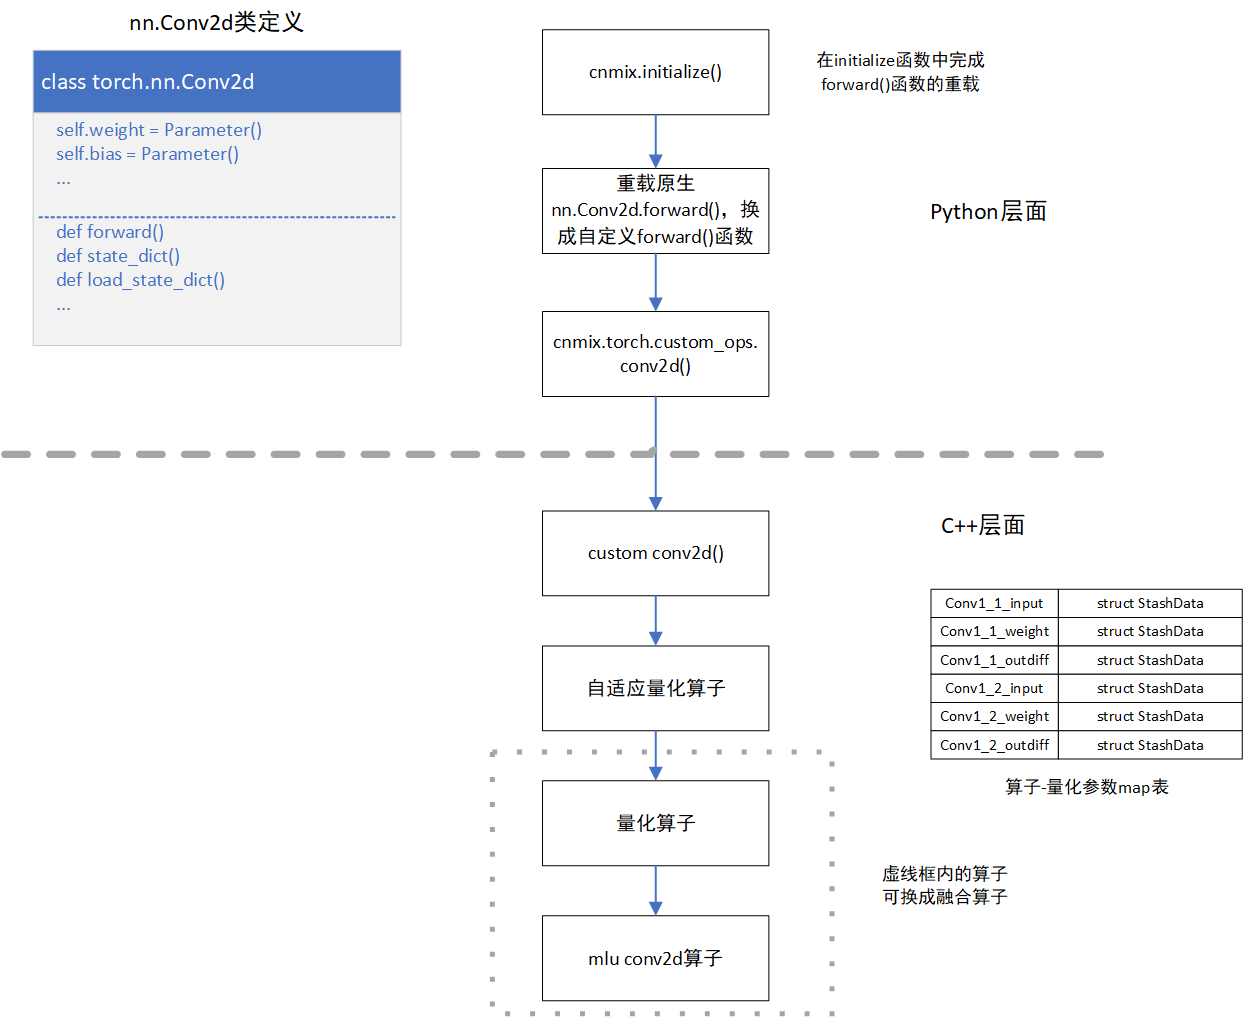 nn.Conv2d类定义
class torch.nn.Conv2d
self.weight = Parameter()
self.bias = Parameter()
...
def forward()
def state_dict()
def load_state_dict()
...
cnmix.initialize()
在initialize函数中完成
forward()函数的重载
重载原生
nn.Conv2d.forward()，换
成自定义forward()函数
Python层面
cnmix.torch.custom_ops.
conv2d()
C++层面
custom conv2d()
自适应量化算子
Conv1_1_input struct StashData
Conv1_1_weight struct StashData
Conv1_1_outdiff struct StashData
Conv1_2_input struct StashData
Conv1_2_weight struct StashData
Conv1_2_outdiff struct StashData
算子-量化参数map表
量化算子
虚线框内的算子
可换成融合算子
mlu conv2d算子